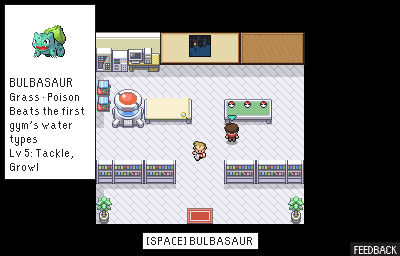 BULBASAUR
Grass · Poison
Beats the first
gym's water
types
Lv 5: Tackle,
Growl
[SPACE] BULBASAUR
FEEDBACK